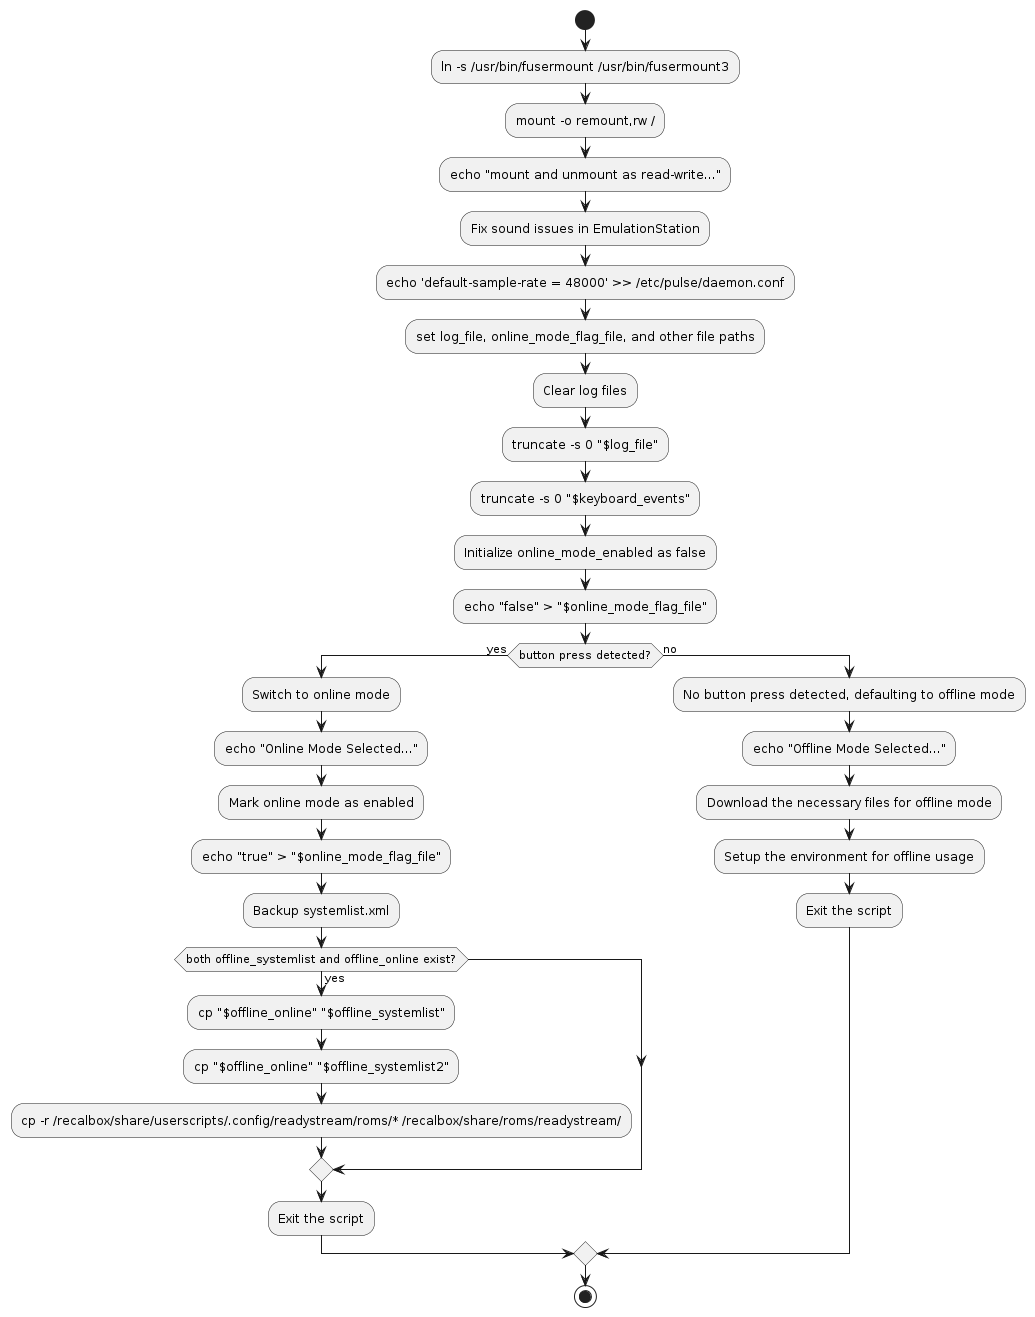 ln -s /usr/bin/fusermount /usr/bin/fusermount3
mount -o remount,rw /
echo "mount and unmount as read-write..."
Fix sound issues in EmulationStation
echo 'default-sample-rate = 48000' >> /etc/pulse/daemon.conf
set log_file, online_mode_flag_file, and other file paths
Clear log files
truncate -s 0 "$log_file"
truncate -s 0 "$keyboard_events"
Initialize online_mode_enabled as false
echo "false" > "$online_mode_flag_file"
button press detected?
yes
Switch to online mode
echo "Online Mode Selected..."
Mark online mode as enabled
echo "true" > "$online_mode_flag_file"
Backup systemlist.xml
both offline_systemlist and offline_online exist?
yes
cp "$offline_online" "$offline_systemlist"
cp "$offline_online" "$offline_systemlist2"
cp -r /recalbox/share/userscripts/.config/readystream/roms/* /recalbox/share/roms/readystream/
Exit the script
no
No button press detected, defaulting to offline mode
echo "Offline Mode Selected..."
Download the necessary files for offline mode
Setup the environment for offline usage
Exit the script